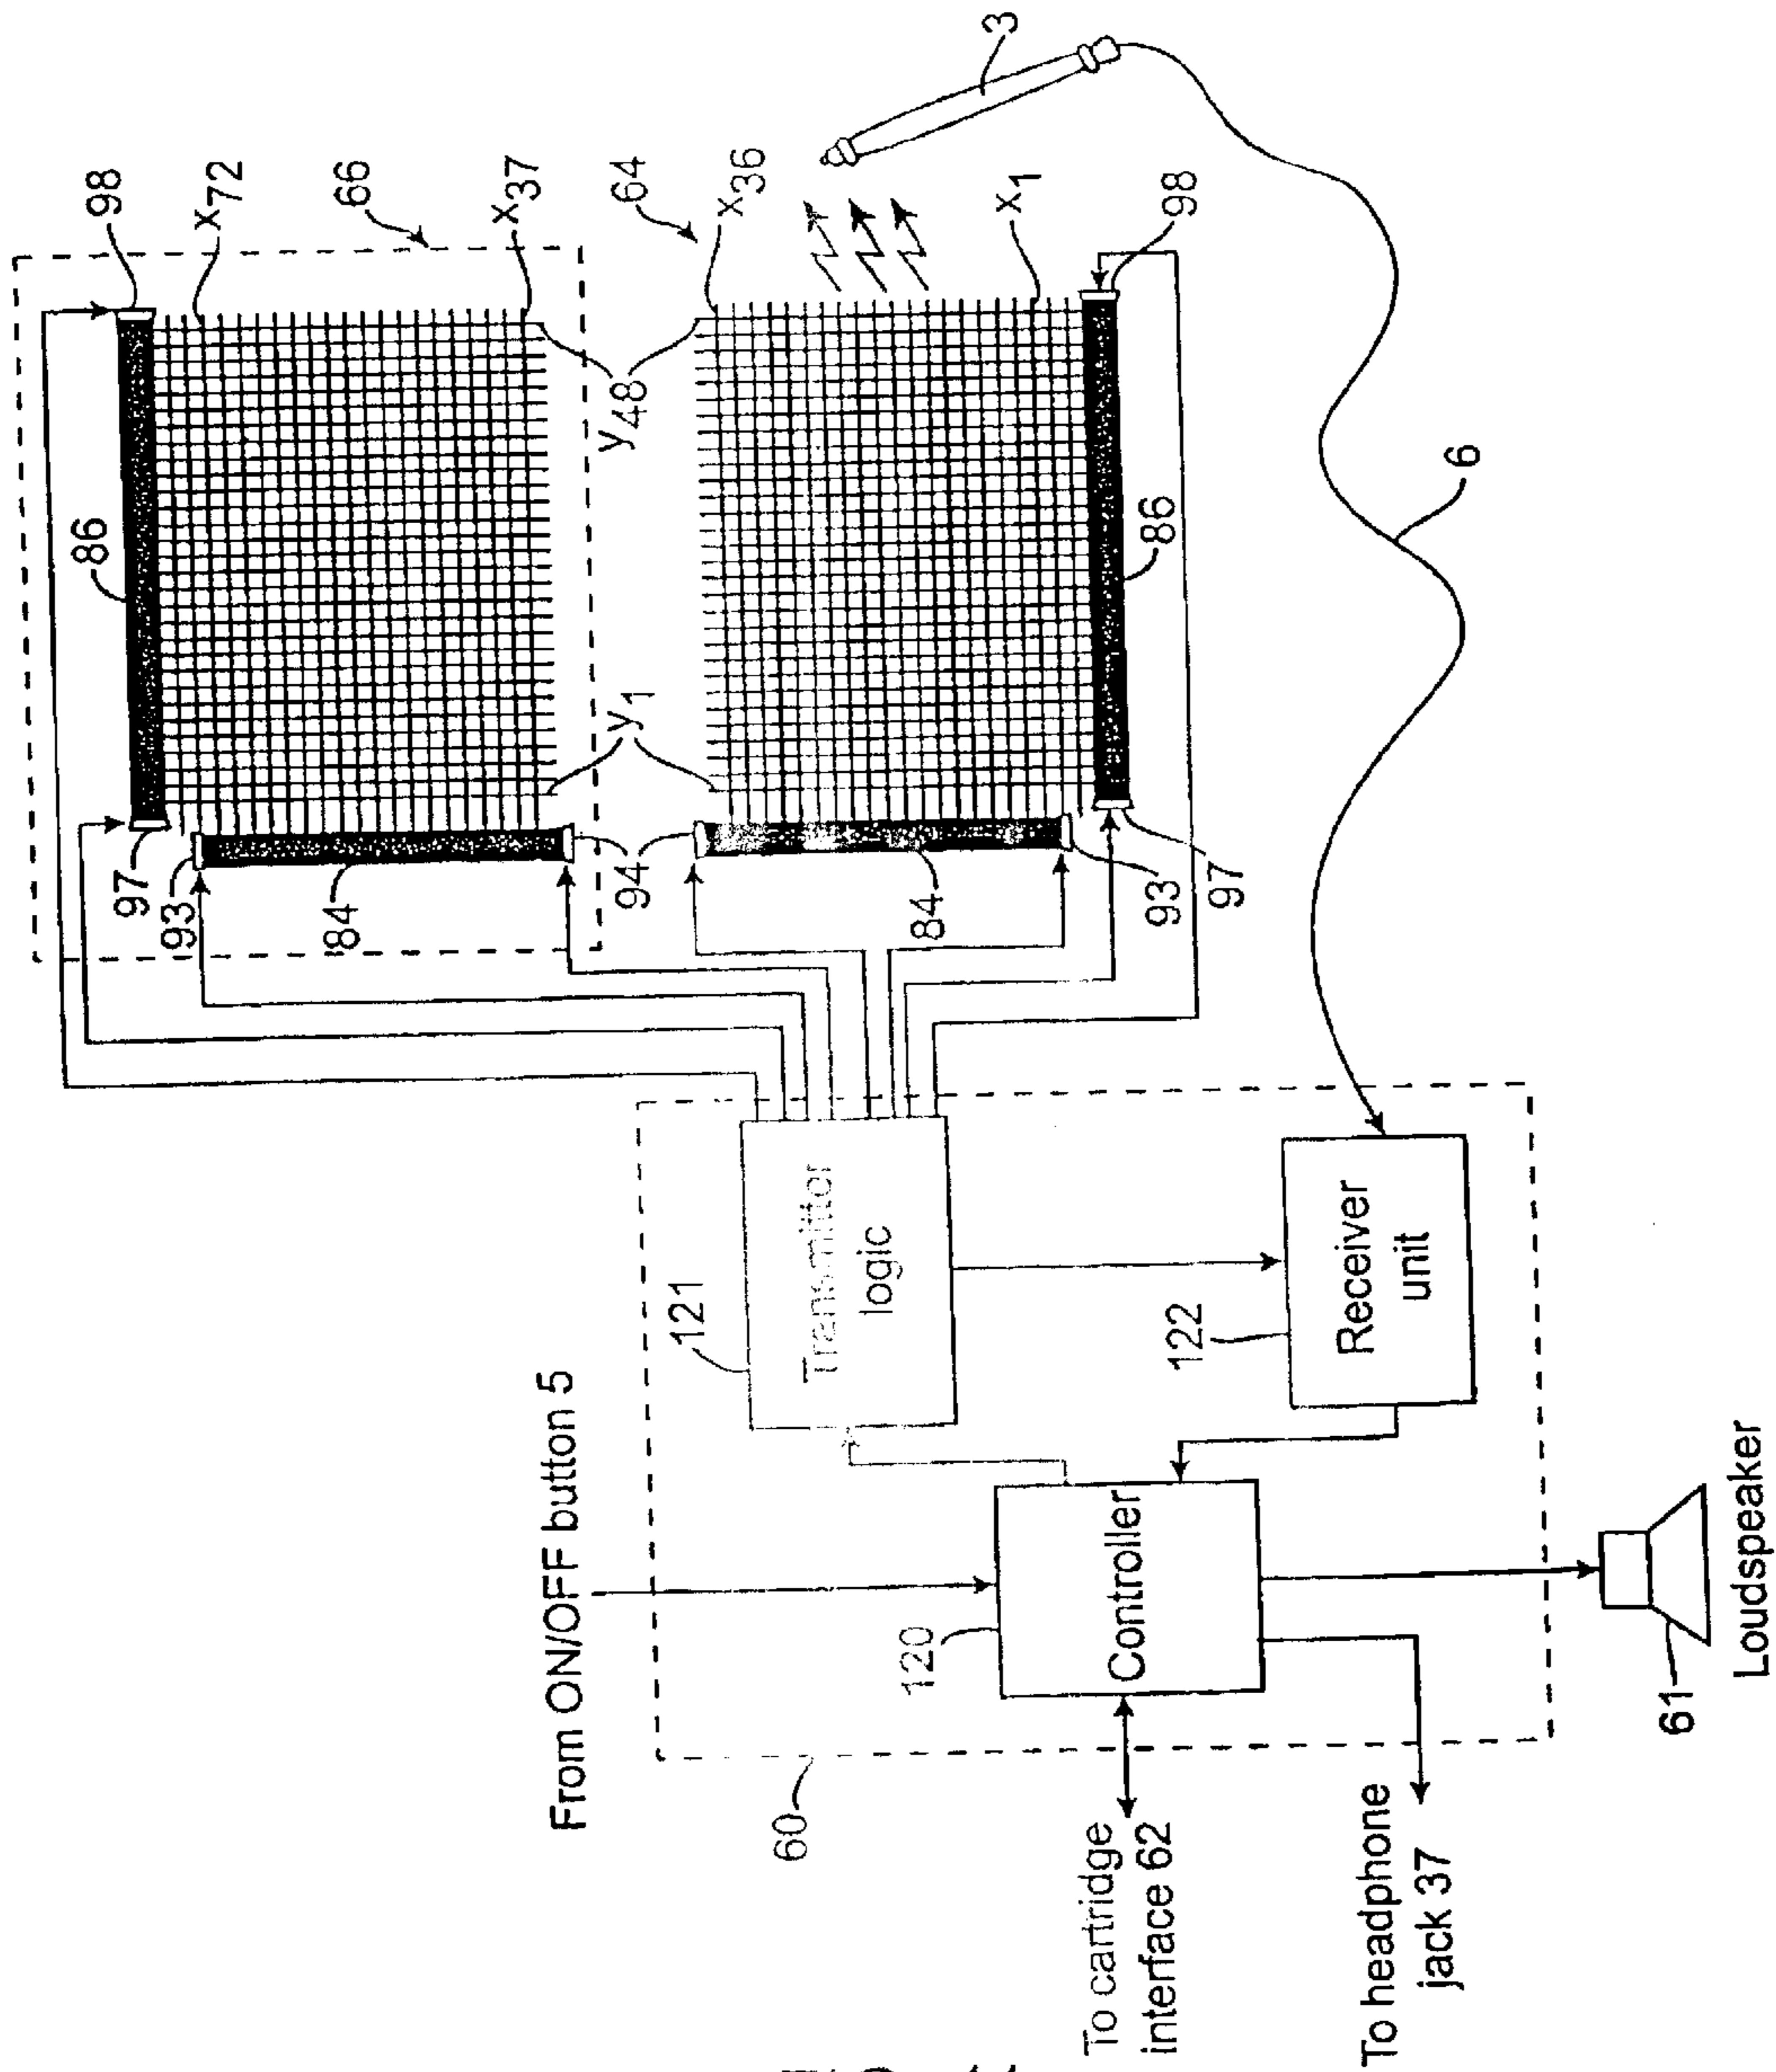 98
x72
66
x37
86
y48
y1
97
93
84
94
64
x36
x1
98
86
84
93
97
3
6
From ON/OFF button 5
121
Transmitter
logic
122
Receiver
unit
120
Controller
60
To cartridge
interface 62
To headphone
jack 37
61
Loudspeaker